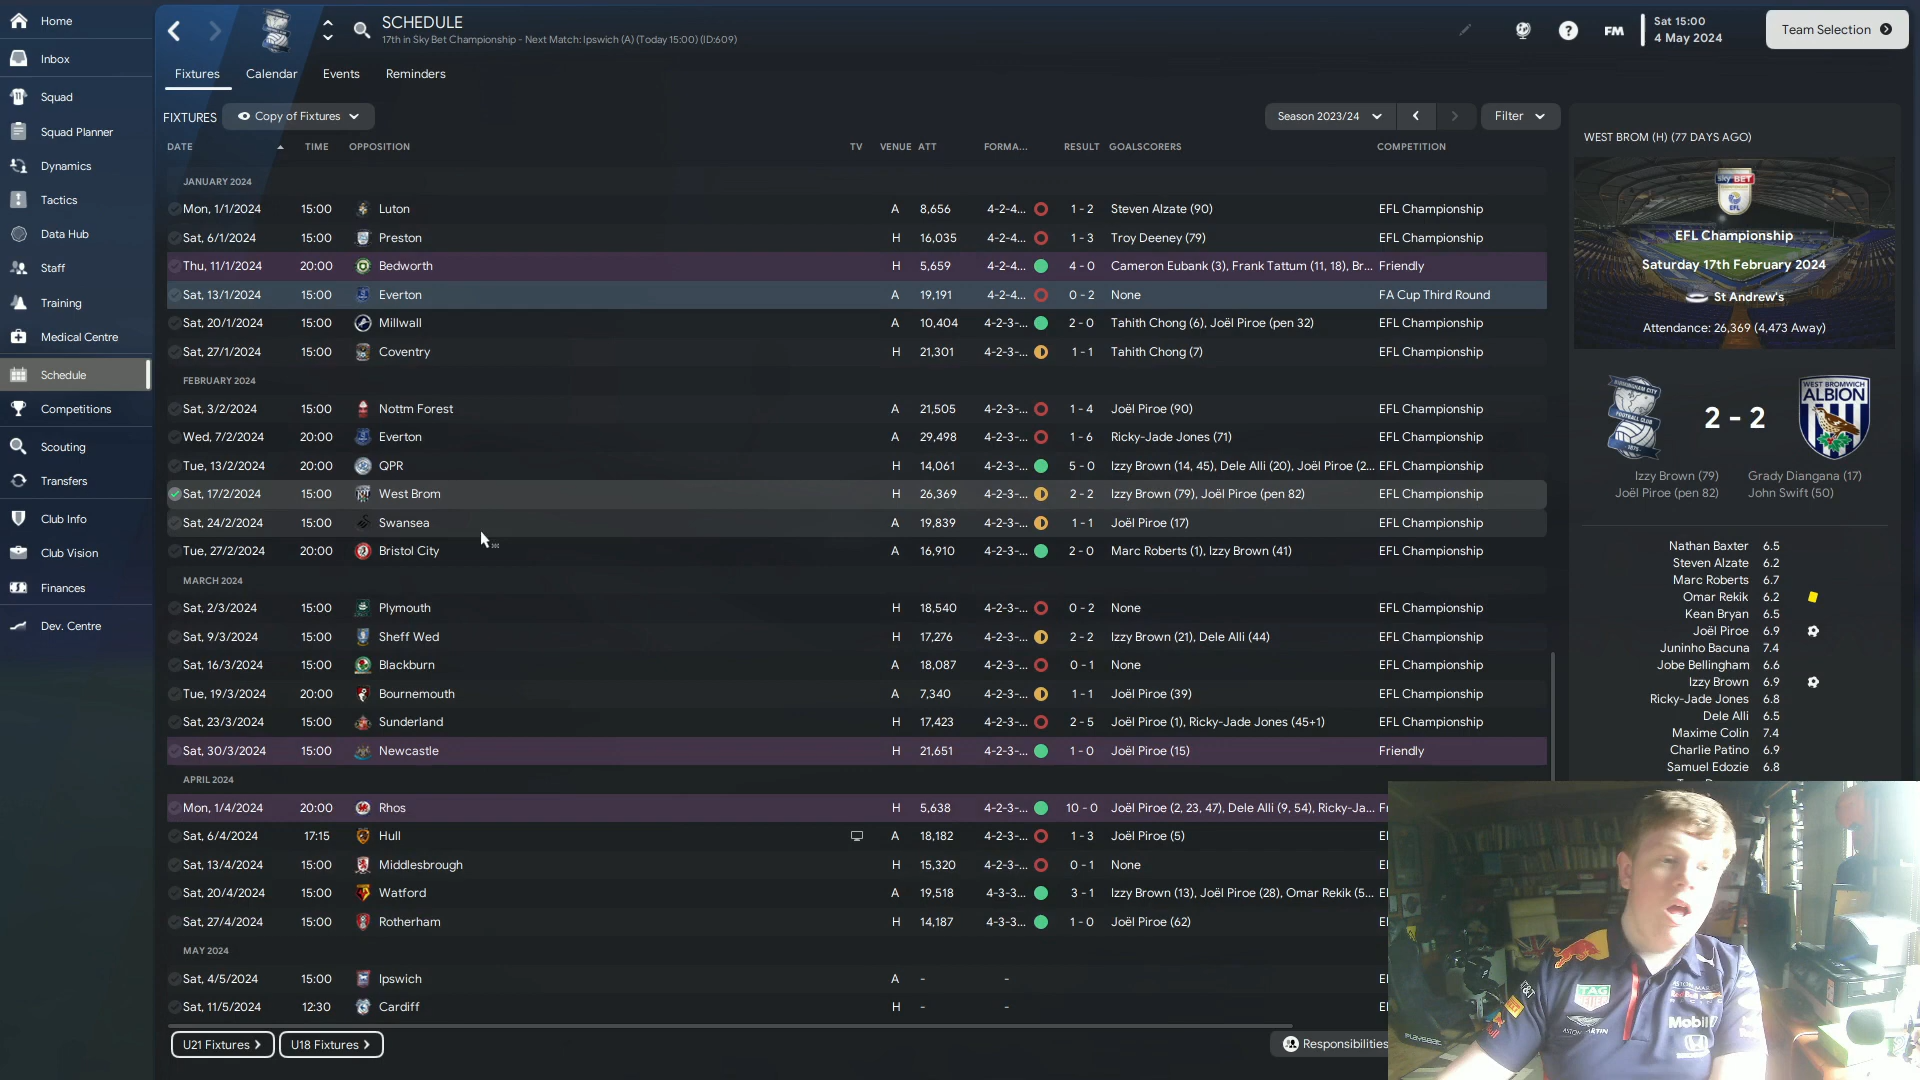 Home
Inbox
Squad
Squad Planner
Dynamics
Tactics
Data Hub
Staff
Training
Medical Centre
Schedule
Competitions
Scouting
Transfers
Club Info
Club Vision
Finances
Dev. Centre
SCHEDULE
17th in Sky Bet Championship - Next Match: Ipswich (A) (Today 15:00) (ID:609)
FM
Sat 15:00
4 May 2024
Team Selection
Fixtures Calendar Events Reminders
FIXTURES Copy of Fixtures
Season 2023/24 Filter
DATE TIME OPPOSITION TV VENUE ATT FORMA... RESULT GOALSCORERS COMPETITION
JANUARY 2024
Mon, 1/1/2024 15:00 Luton A 8,656 4-2-4... 1 - 2 Steven Alzate (90) EFL Championship
Sat, 6/1/2024 15:00 Preston H 16,035 4-2-4... 1 - 3 Troy Deeney (79) EFL Championship
Thu, 11/1/2024 20:00 Bedworth H 5,659 4-2-4... 4 - 0 Cameron Eubank (3), Frank Tattum (11, 18), Br... Friendly
Sat, 13/1/2024 15:00 Everton A 19,191 4-2-4... 0 - 2 None FA Cup Third Round
Sat, 20/1/2024 15:00 Millwall A 10,404 4-2-3-... 2 - 0 Tahith Chong (6), Joël Piroe (pen 32) EFL Championship
Sat, 27/1/2024 15:00 Coventry H 21,301 4-2-3-... 1 - 1 Tahith Chong (7) EFL Championship
FEBRUARY 2024
Sat, 3/2/2024 15:00 Nottm Forest A 21,505 4-2-3-... 1 - 4 Joël Piroe (90) EFL Championship
Wed, 7/2/2024 20:00 Everton A 29,498 4-2-3-... 1 - 6 Ricky-Jade Jones (71) EFL Championship
Tue, 13/2/2024 20:00 QPR H 14,061 4-2-3-... 5 - 0 Izzy Brown (14, 45), Dele Alli (20), Joël Piroe (2... EFL Championship
Sat, 17/2/2024 15:00 West Brom H 26,369 4-2-3-... 2 - 2 Izzy Brown (79), Joël Piroe (pen 82) EFL Championship
Sat, 24/2/2024 15:00 Swansea A 19,839 4-2-3-... 1 - 1 Joël Piroe (17) EFL Championship
Tue, 27/2/2024 20:00 Bristol City A 16,910 4-2-3-... 2 - 0 Marc Roberts (1), Izzy Brown (41) EFL Championship
MARCH 2024
Sat, 2/3/2024 15:00 Plymouth H 18,540 4-2-3-... 0 - 2 None EFL Championship
Sat, 9/3/2024 15:00 Sheff Wed H 17,276 4-2-3-... 2 - 2 Izzy Brown (21), Dele Alli (44) EFL Championship
Sat, 16/3/2024 15:00 Blackburn A 18,087 4-2-3-... 0 - 1 None EFL Championship
Tue, 19/3/2024 20:00 Bournemouth A 7,340 4-2-3-... 1 - 1 Joël Piroe (39) EFL Championship
Sat, 23/3/2024 15:00 Sunderland H 17,423 4-2-3-... 2 - 5 Joël Piroe (1), Ricky-Jade Jones (45+1) EFL Championship
Sat, 30/3/2024 15:00 Newcastle H 21,651 4-2-3-... 1 - 0 Joël Piroe (15) Friendly
APRIL 2024
Mon, 1/4/2024 20:00 Rhos H 5,638 4-2-3-... 10 - 0 Joël Piroe (2, 23, 47), Dele Alli (9, 54), Ricky-Ja... Fr
Sat, 6/4/2024 17:15 Hull A 18,182 4-2-3-... 1 - 3 Joël Piroe (5) El
Sat, 13/4/2024 15:00 Middlesbrough H 15,320 4-2-3-... 0 - 1 None El
Sat, 20/4/2024 15:00 Watford A 19,518 4-3-3... 3 - 1 Izzy Brown (13), Joël Piroe (28), Omar Rekik (5... El
Sat, 27/4/2024 15:00 Rotherham H 14,187 4-3-3... 1 - 0 Joël Piroe (62) El
MAY 2024
Sat, 4/5/2024 15:00 Ipswich A - - El
Sat, 11/5/2024 12:30 Cardiff H - - El
U21 Fixtures U18 Fixtures
Responsibilities
WEST BROM (H) (77 DAYS AGO)
sky BET
EFL
EFL Championship
Saturday 17th February 2024
St Andrew's
Attendance: 26,369 (4,473 Away)
BIRMINGHAM CITY
FOOTBALL CLUB
1875
2 - 2
WEST BROMWICH
ALBION
Izzy Brown (79) Grady Diangana (17)
Joël Piroe (pen 82) John Swift (50)
Nathan Baxter 6.5
Steven Alzate 6.2
Marc Roberts 6.7
Omar Rekik 6.2
Kean Bryan 6.5
Joël Piroe 6.9
Juninho Bacuna 7.4
Jobe Bellingham 6.6
Izzy Brown 6.9
Ricky-Jade Jones 6.8
Dele Alli 6.5
Maxime Colin 7.4
Charlie Patino 6.9
Samuel Edozie 6.8
AT&T
TAG
ASTON MARTIN
Mobil
HONDA
PLAYSEAT